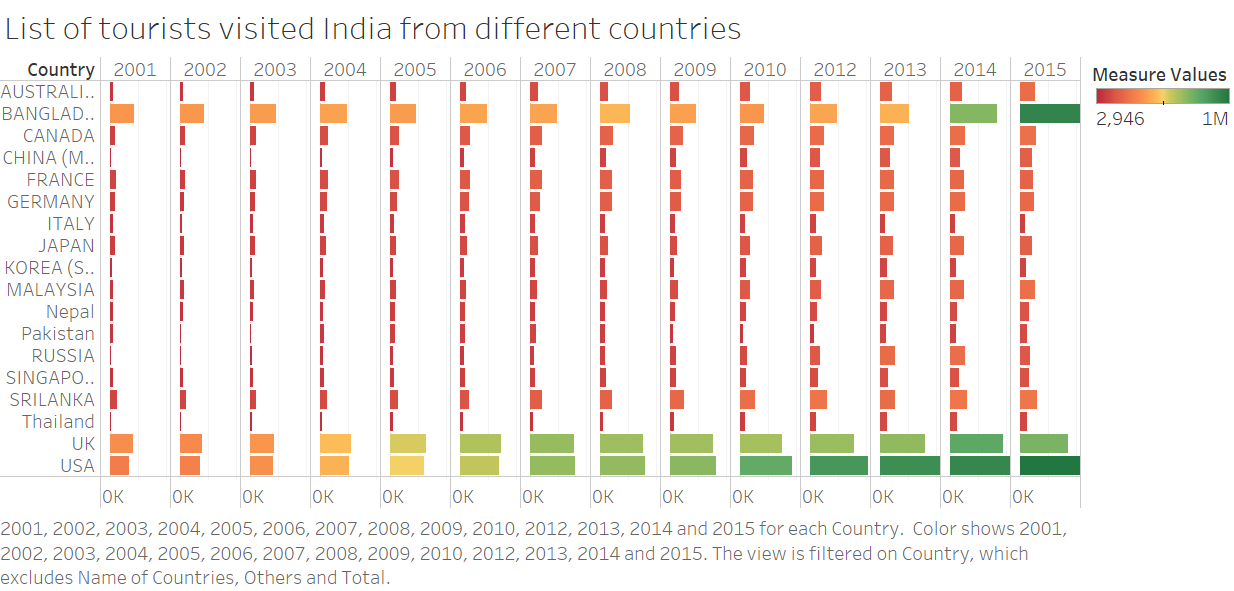 List of tourists visited India from different countries
Country 2001 2002 2003 2004 2005 2006 2007 2008 2009 2010 2012 2013 2014 2015
AUSTRALI..
BANGLAD..
CANADA
CHINA (M..
FRANCE
GERMANY
ITALY
JAPAN
KOREA (S..
MALAYSIA
Nepal
Pakistan
RUSSIA
SINGAPO..
SRILANKA
Thailand
UK
USA
0K 0K 0K 0K 0K 0K 0K 0K 0K 0K 0K 0K 0K 0K
Measure Values
2,946 1M
2001, 2002, 2003, 2004, 2005, 2006, 2007, 2008, 2009, 2010, 2012, 2013, 2014 and 2015 for each Country. Color shows 2001,
2002, 2003, 2004, 2005, 2006, 2007, 2008, 2009, 2010, 2012, 2013, 2014 and 2015. The view is filtered on Country, which
excludes Name of Countries, Others and Total.